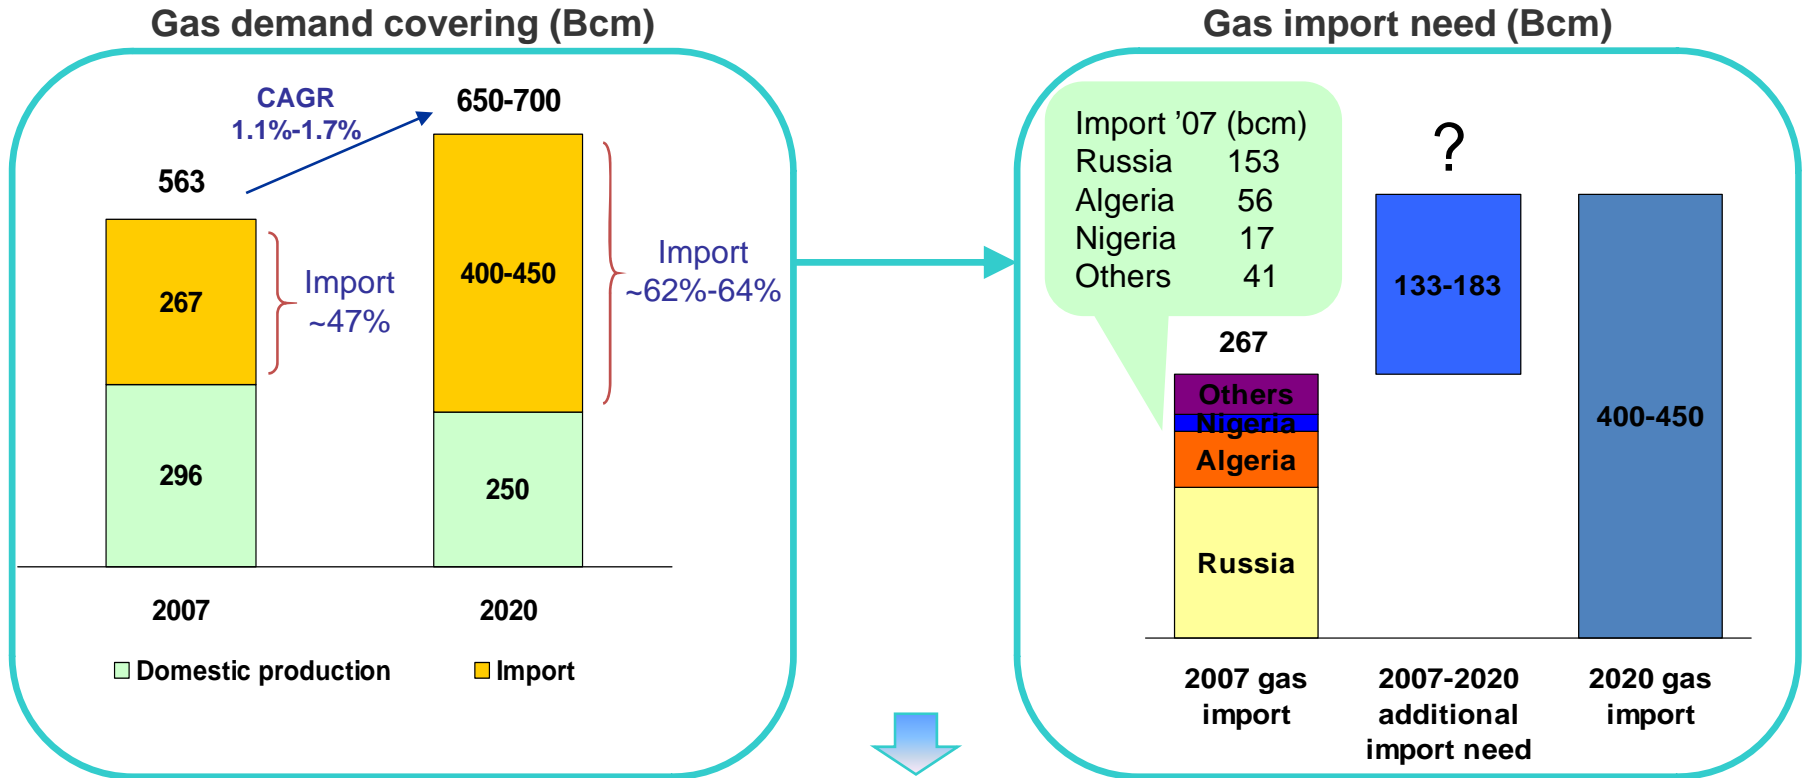 Gas demand covering (Bcm)
CAGR
1.1%-1.7%
650-700
563
267
Import
~47%
400-450
Import
~62%-64%
296
250
2007
2020
Domestic production
Import
Gas import need (Bcm)
Import ’07 (bcm)
Russia 153
Algeria 56
Nigeria 17
Others 41
?
267
133-183
400-450
Others
Nigeria
Algeria
Russia
2007 gas
import
2007-2020
additional
import need
2020 gas
import